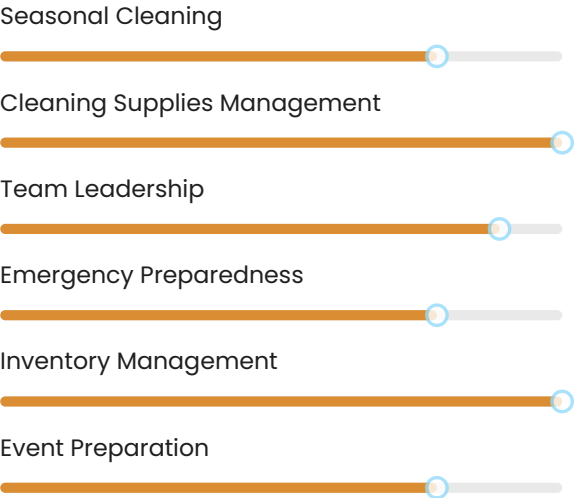 Seasonal Cleaning
Cleaning Supplies Management
Team Leadership
Emergency Preparedness
Inventory Management
Event Preparation